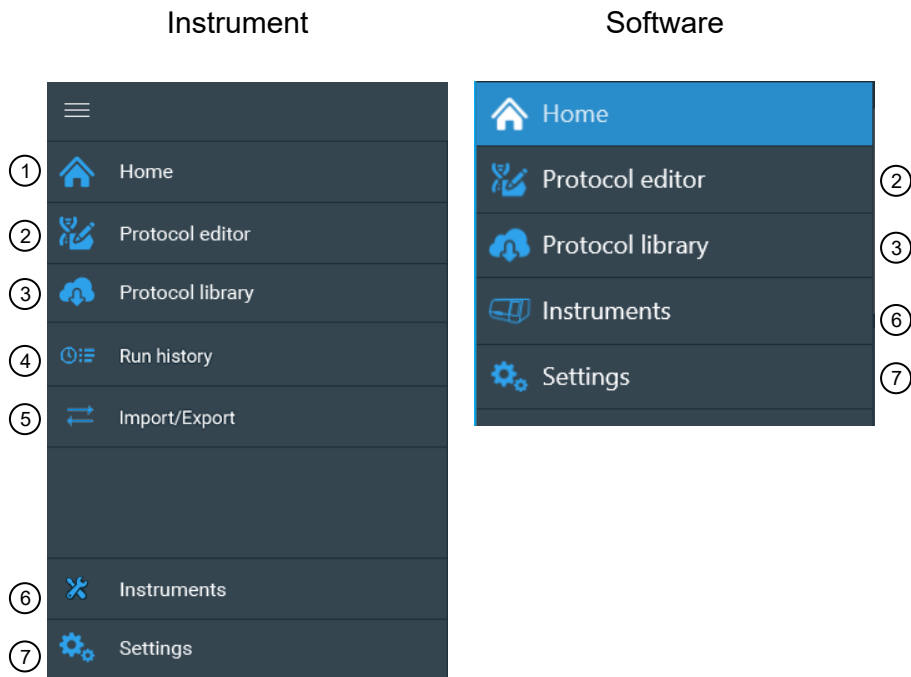 Instrument
Software
① Home
② Protocol editor
③ Protocol library
④ Run history
⑤ Import/Export
⑥ Instruments
⑦ Settings
Home
Protocol editor ②
Protocol library ③
Instruments ⑥
Settings ⑦